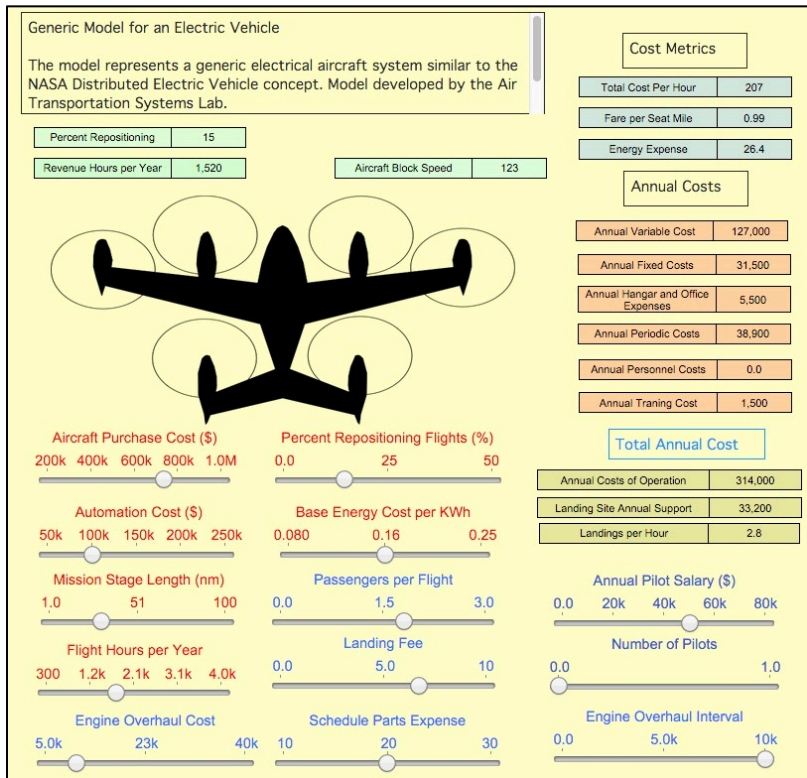 Generic Model for an Electric Vehicle
The model represents a generic electrical aircraft system similar to the
NASA Distributed Electric Vehicle concept. Model developed by the Air
Transportation Systems Lab.
Percent Repositioning 15
Revenue Hours per Year 1,520
Aircraft Block Speed 123
Cost Metrics
Total Cost Per Hour 207
Fare per Seat Mile 0.99
Energy Expense 26.4
Annual Costs
Annual Variable Cost 127,000
Annual Fixed Costs 31,500
Annual Hangar and Office
Expenses 5,500
Annual Periodic Costs 38,900
Annual Personnel Costs 0.0
Annual Traning Cost 1,500
Total Annual Cost
Annual Costs of Operation 314,000
Landing Site Annual Support 33,200
Landings per Hour 2.8
Aircraft Purchase Cost ($)
200k 400k 600k 800k 1.0M
Percent Repositioning Flights (%)
0.0 25 50
Automation Cost ($)
50k 100k 150k 200k 250k
Base Energy Cost per KWh
0.080 0.16 0.25
Mission Stage Length (nm)
1.0 51 100
Passengers per Flight
0.0 1.5 3.0
Annual Pilot Salary ($)
0.0 20k 40k 60k 80k
Flight Hours per Year
300 1.2k 2.1k 3.1k 4.0k
Landing Fee
0.0 5.0 10
Number of Pilots
0.0 1.0
Engine Overhaul Cost
5.0k 23k 40k
Schedule Parts Expense
10 20 30
Engine Overhaul Interval
0.0 5.0k 10k